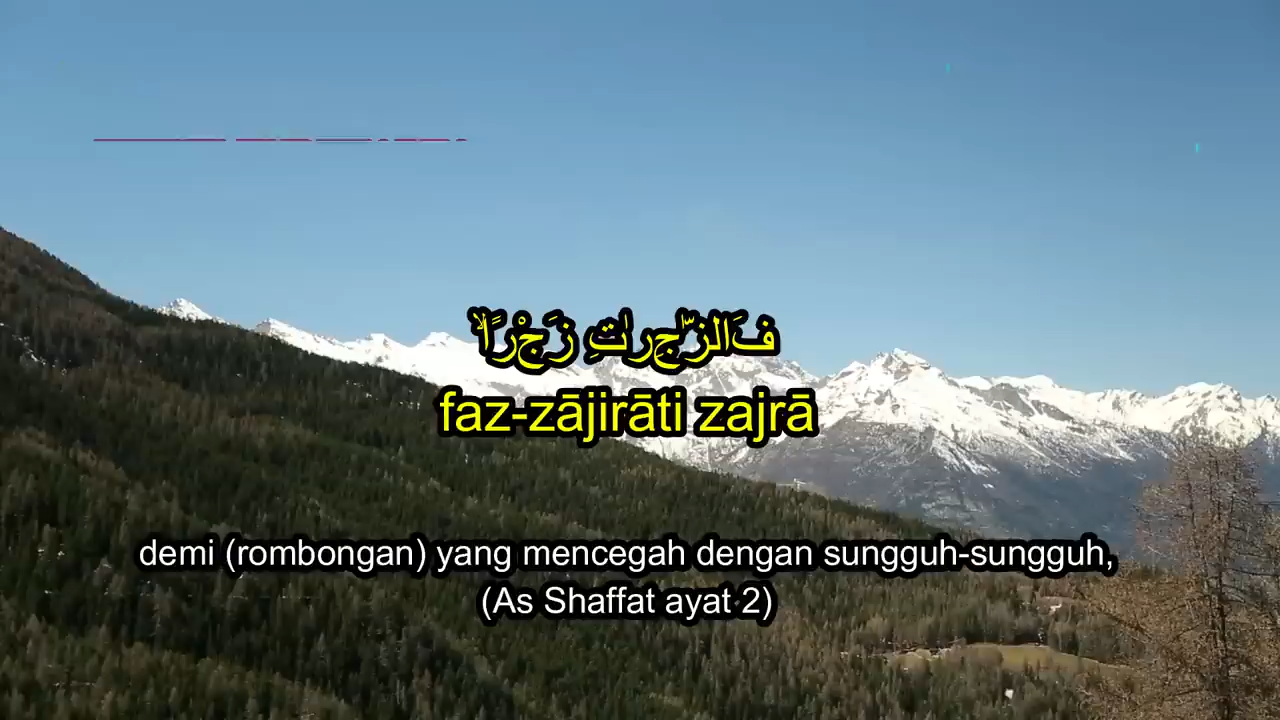 فَالزّٰجِرٰتِ زَجْرًاۙ
faz-zājirāti zajrā
demi (rombongan) yang mencegah dengan sungguh-sungguh,
(As Shaffat ayat 2)